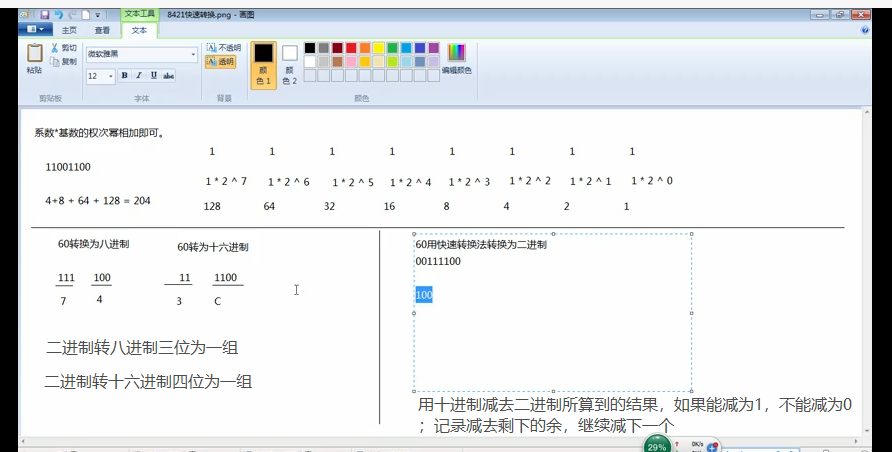 文本工具 8421快速转换.png - 画图
主页 查看 文本
粘贴 剪切 复制
剪贴板
微软雅黑
12 B I U abc
字体
不透明
透明
背景
颜色 1 颜色 2
编辑颜色
颜色
系数*基数的权次幂相加即可。
1 1 1 1 1 1 1 1
11001100
1 * 2 ^ 7 1 * 2 ^ 6 1 * 2 ^ 5 1 * 2 ^ 4 1 * 2 ^ 3 1 * 2 ^ 2 1 * 2 ^ 1 1 * 2 ^ 0
4+8 + 64 + 128 = 204
128 64 32 16 8 4 2 1
60转换为八进制
111 100
7 4
60转为十六进制
11 1100
3 C
二进制转八进制三位为一组
二进制转十六进制四位为一组
60用快速转换法转换为二进制
00111100
100
用十进制减去二进制所算到的结果，如果能减为1，不能减为0
；记录减去剩下的余，继续减下一个
29% 0K/s